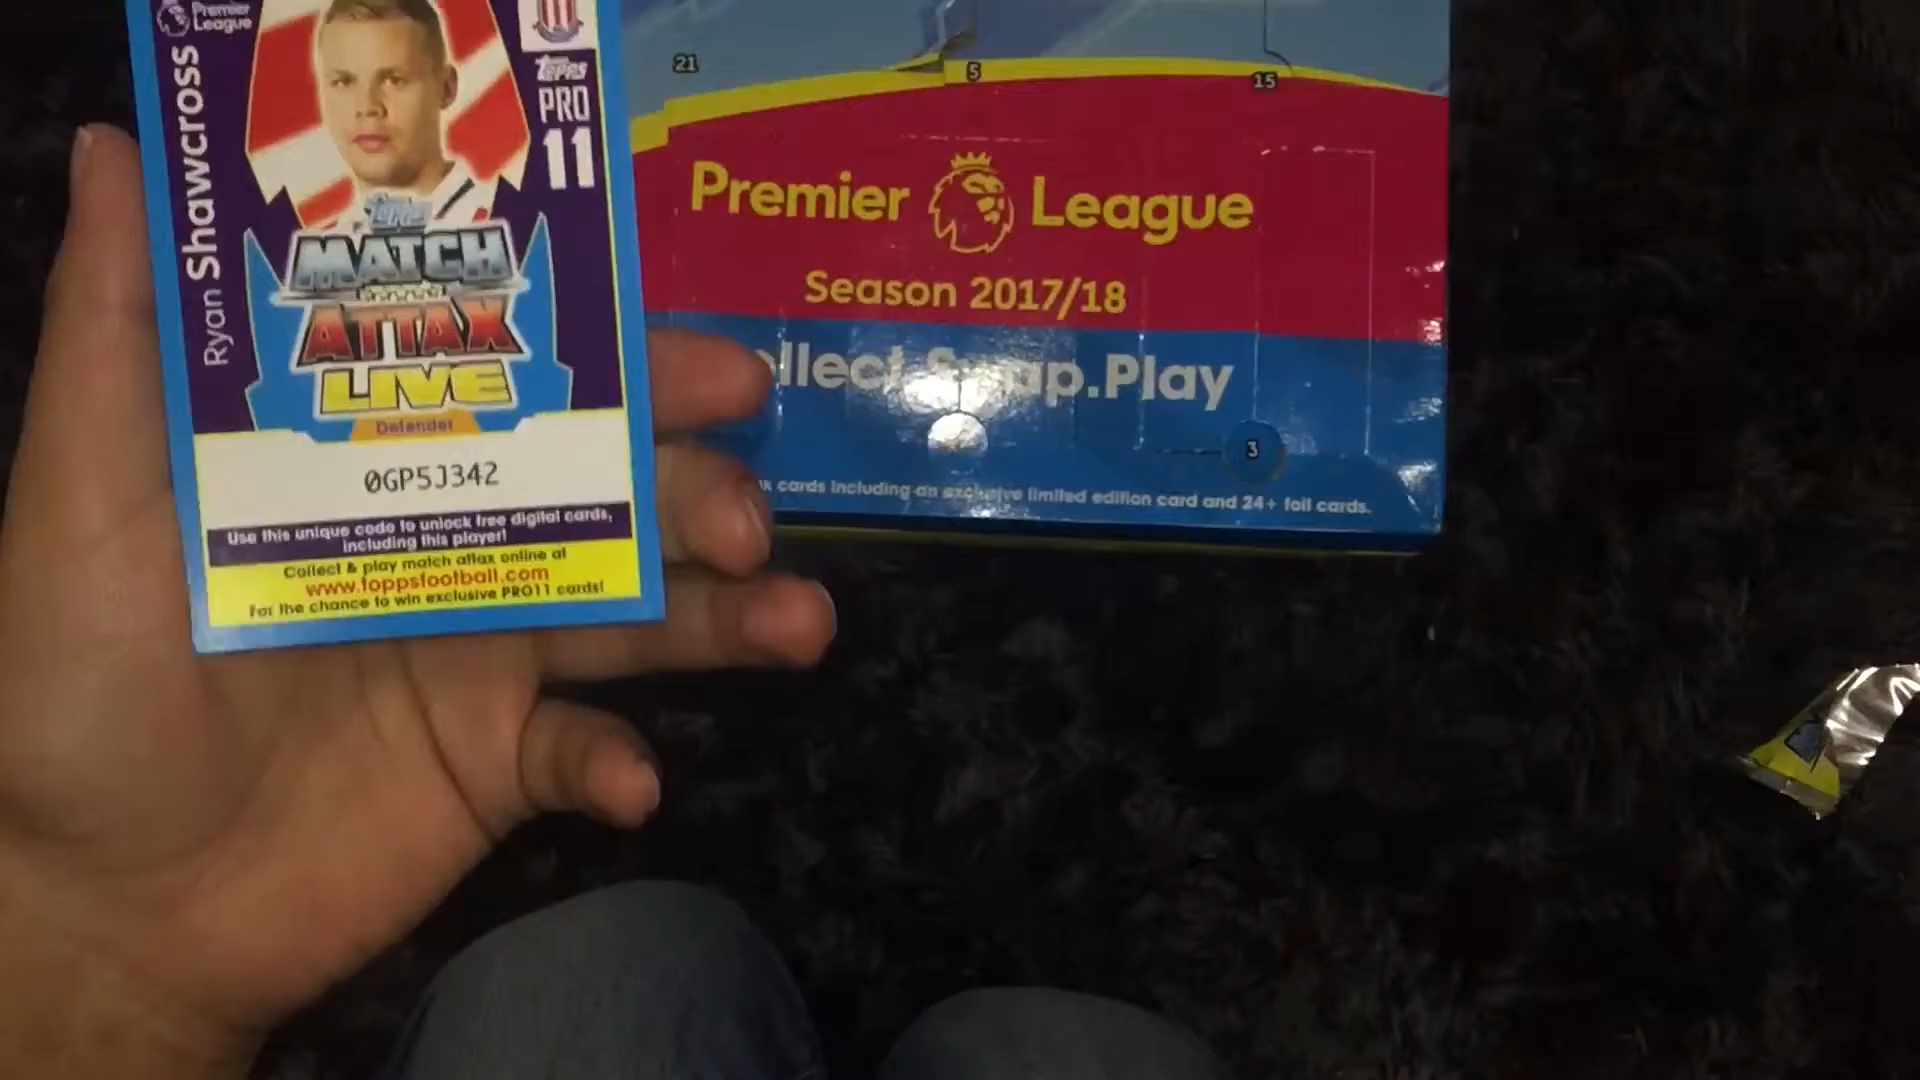 Premier
League
Ryan Shawcross
Topps
PRO
11
Topps
MATCH
ATTAX
LIVE
Defender
0GP5J342
Use this unique code to unlock free digital cards,
including this player!
Collect & play match attax online at
www.toppsfootball.com
For the chance to win exclusive PRO11 cards!
21
5
15
Premier League
Season 2017/18
.Play
3
cards including an exclusive limited edition card and 24+ foil cards.